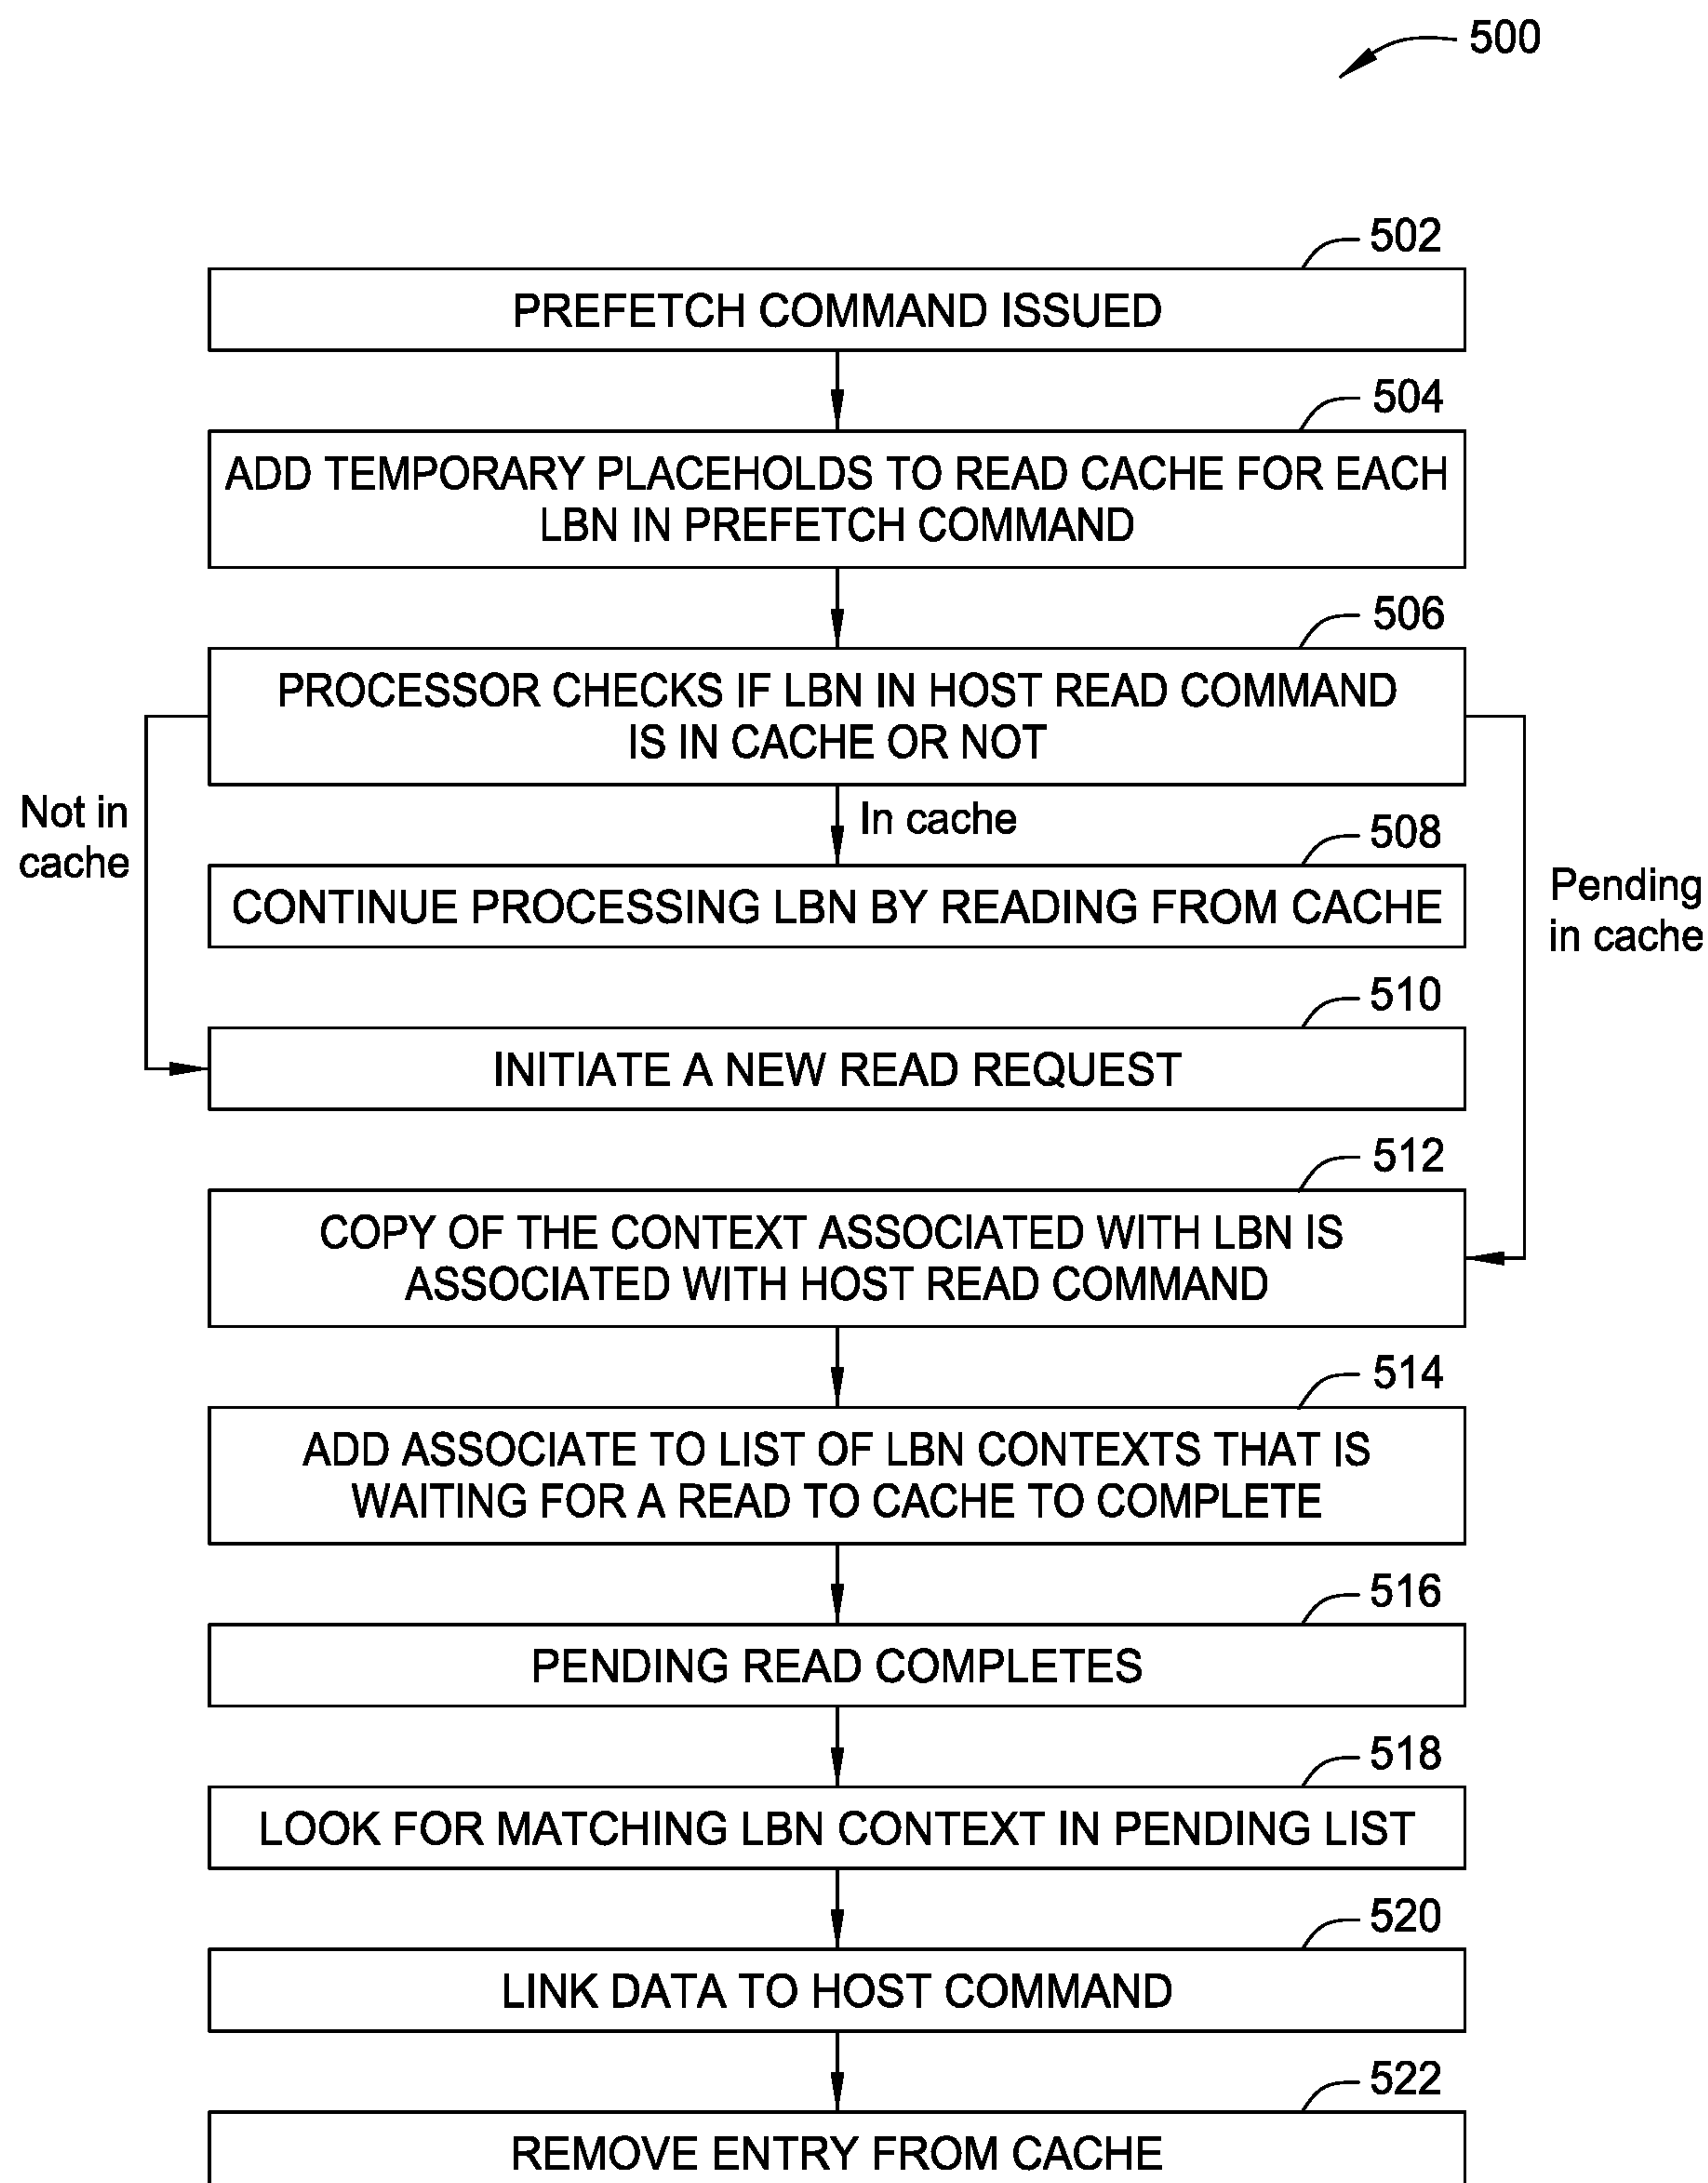 500
502
PREFETCH COMMAND ISSUED
504
ADD TEMPORARY PLACEHOLDS TO READ CACHE FOR EACH
LBN IN PREFETCH COMMAND
506
PROCESSOR CHECKS IF LBN IN HOST READ COMMAND
IS IN CACHE OR NOT
Not in
cache
In cache
508
CONTINUE PROCESSING LBN BY READING FROM CACHE
Pending
in cache
510
INITIATE A NEW READ REQUEST
512
COPY OF THE CONTEXT ASSOCIATED WITH LBN IS
ASSOCIATED WITH HOST READ COMMAND
514
ADD ASSOCIATE TO LIST OF LBN CONTEXTS THAT IS
WAITING FOR A READ TO CACHE TO COMPLETE
516
PENDING READ COMPLETES
518
LOOK FOR MATCHING LBN CONTEXT IN PENDING LIST
520
LINK DATA TO HOST COMMAND
522
REMOVE ENTRY FROM CACHE